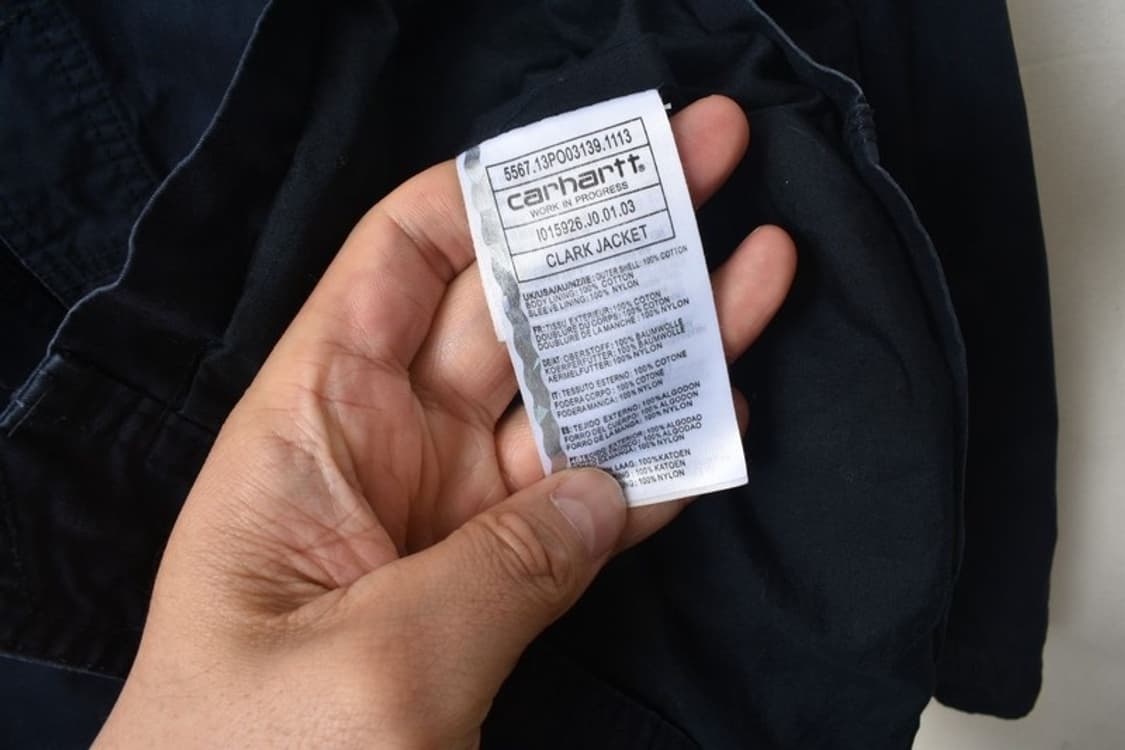 5567.13PO03139.1113
carhartt®
WORK IN PROGRESS
I015926.J0.01.03
CLARK JACKET
UK/USA/AU/NZ/IE: OUTER SHELL: 100% COTTON
BODY LINING: 100% COTTON
SLEEVE LINING: 100% NYLON
FR: TISSU EXTERIEUR: 100% COTON
DOUBLURE DU CORPS: 100% COTON
DOUBLURE DE LA MANCHE: 100% NYLON
DE/AT: OBERSTOFF: 100% BAUMWOLLE
KOERPERFUTTER: 100% BAUMWOLLE
AERMELFUTTER: 100% NYLON
IT: TESSUTO ESTERNO: 100% COTONE
FODERA CORPO: 100% COTONE
FODERA MANICA: 100% NYLON
ES: TEJIDO EXTERNO: 100% ALGODON
FORRO DEL CUERPO: 100% ALGODON
FORRO DE LA MANGA: 100% NYLON
PT: TECIDO EXTERIOR: 100% ALGODAO
100% ALGODAO
MANGA: 100% NYLON
LAAG: 100% KATOEN
100% KATOEN
100% NYLON